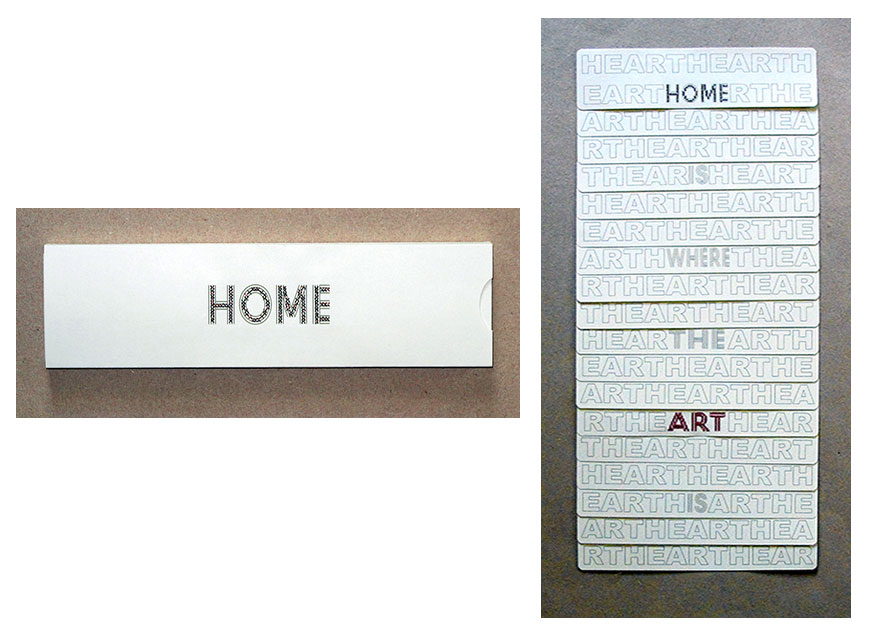 HOME
HEARTHEARTH
EARTHOMERTHE
ARTHEARTHEA
RTHEARTHEAR
THEARISHEART
HEARTHEARTH
EARTHEARTHE
ARTHWHERETHEA
RTHEARTHEAR
THEARTHEART
HEARTHEARTH
EARTHEARTHE
ARTHEARTHEA
RTHEARTHEAR
THEARTHEART
HEARTHEARTH
EARTHISARTHE
ARTHEARTHEA
RTHEARTHEAR